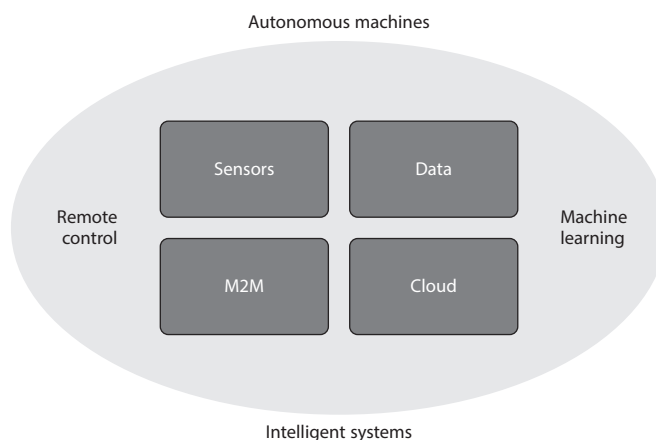 Autonomous machines
Sensors
Data
Remote
control
Machine
learning
M2M
Cloud
Intelligent systems